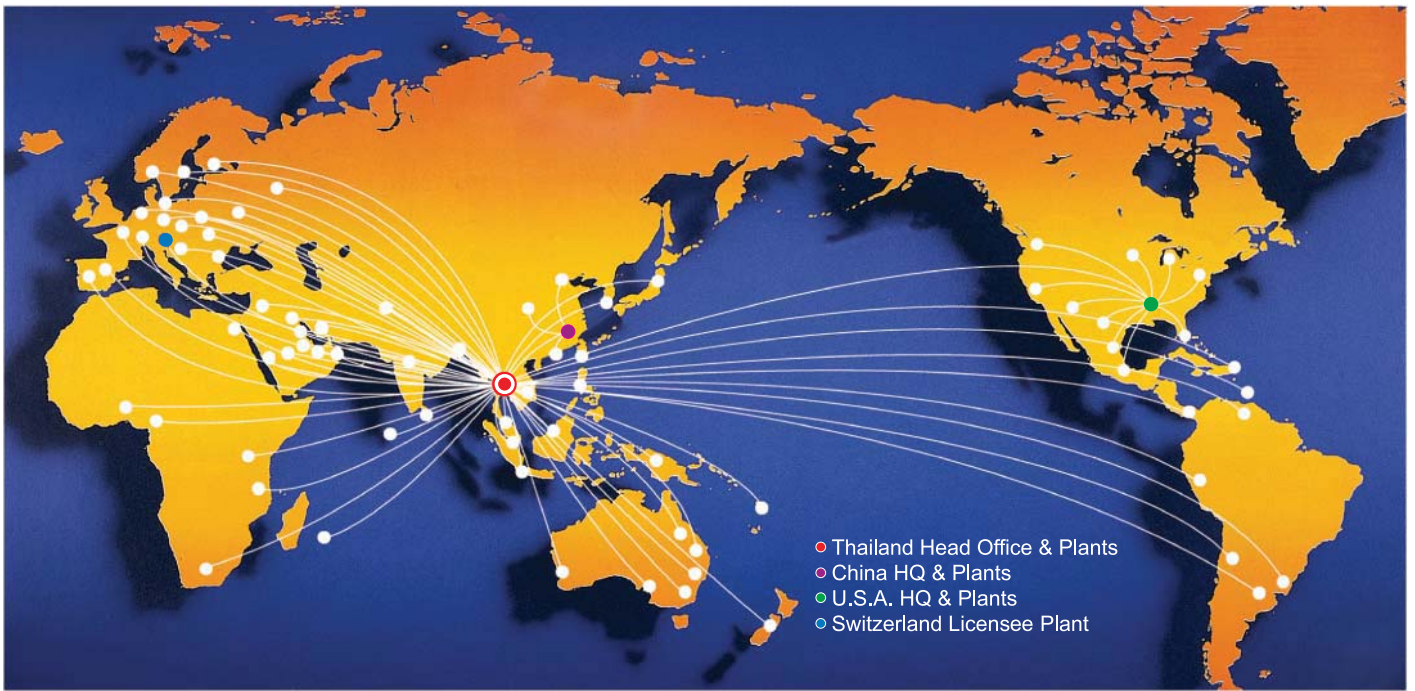 Thailand Head Office & Plants
China HQ & Plants
U.S.A. HQ & Plants
Switzerland Licensee Plant